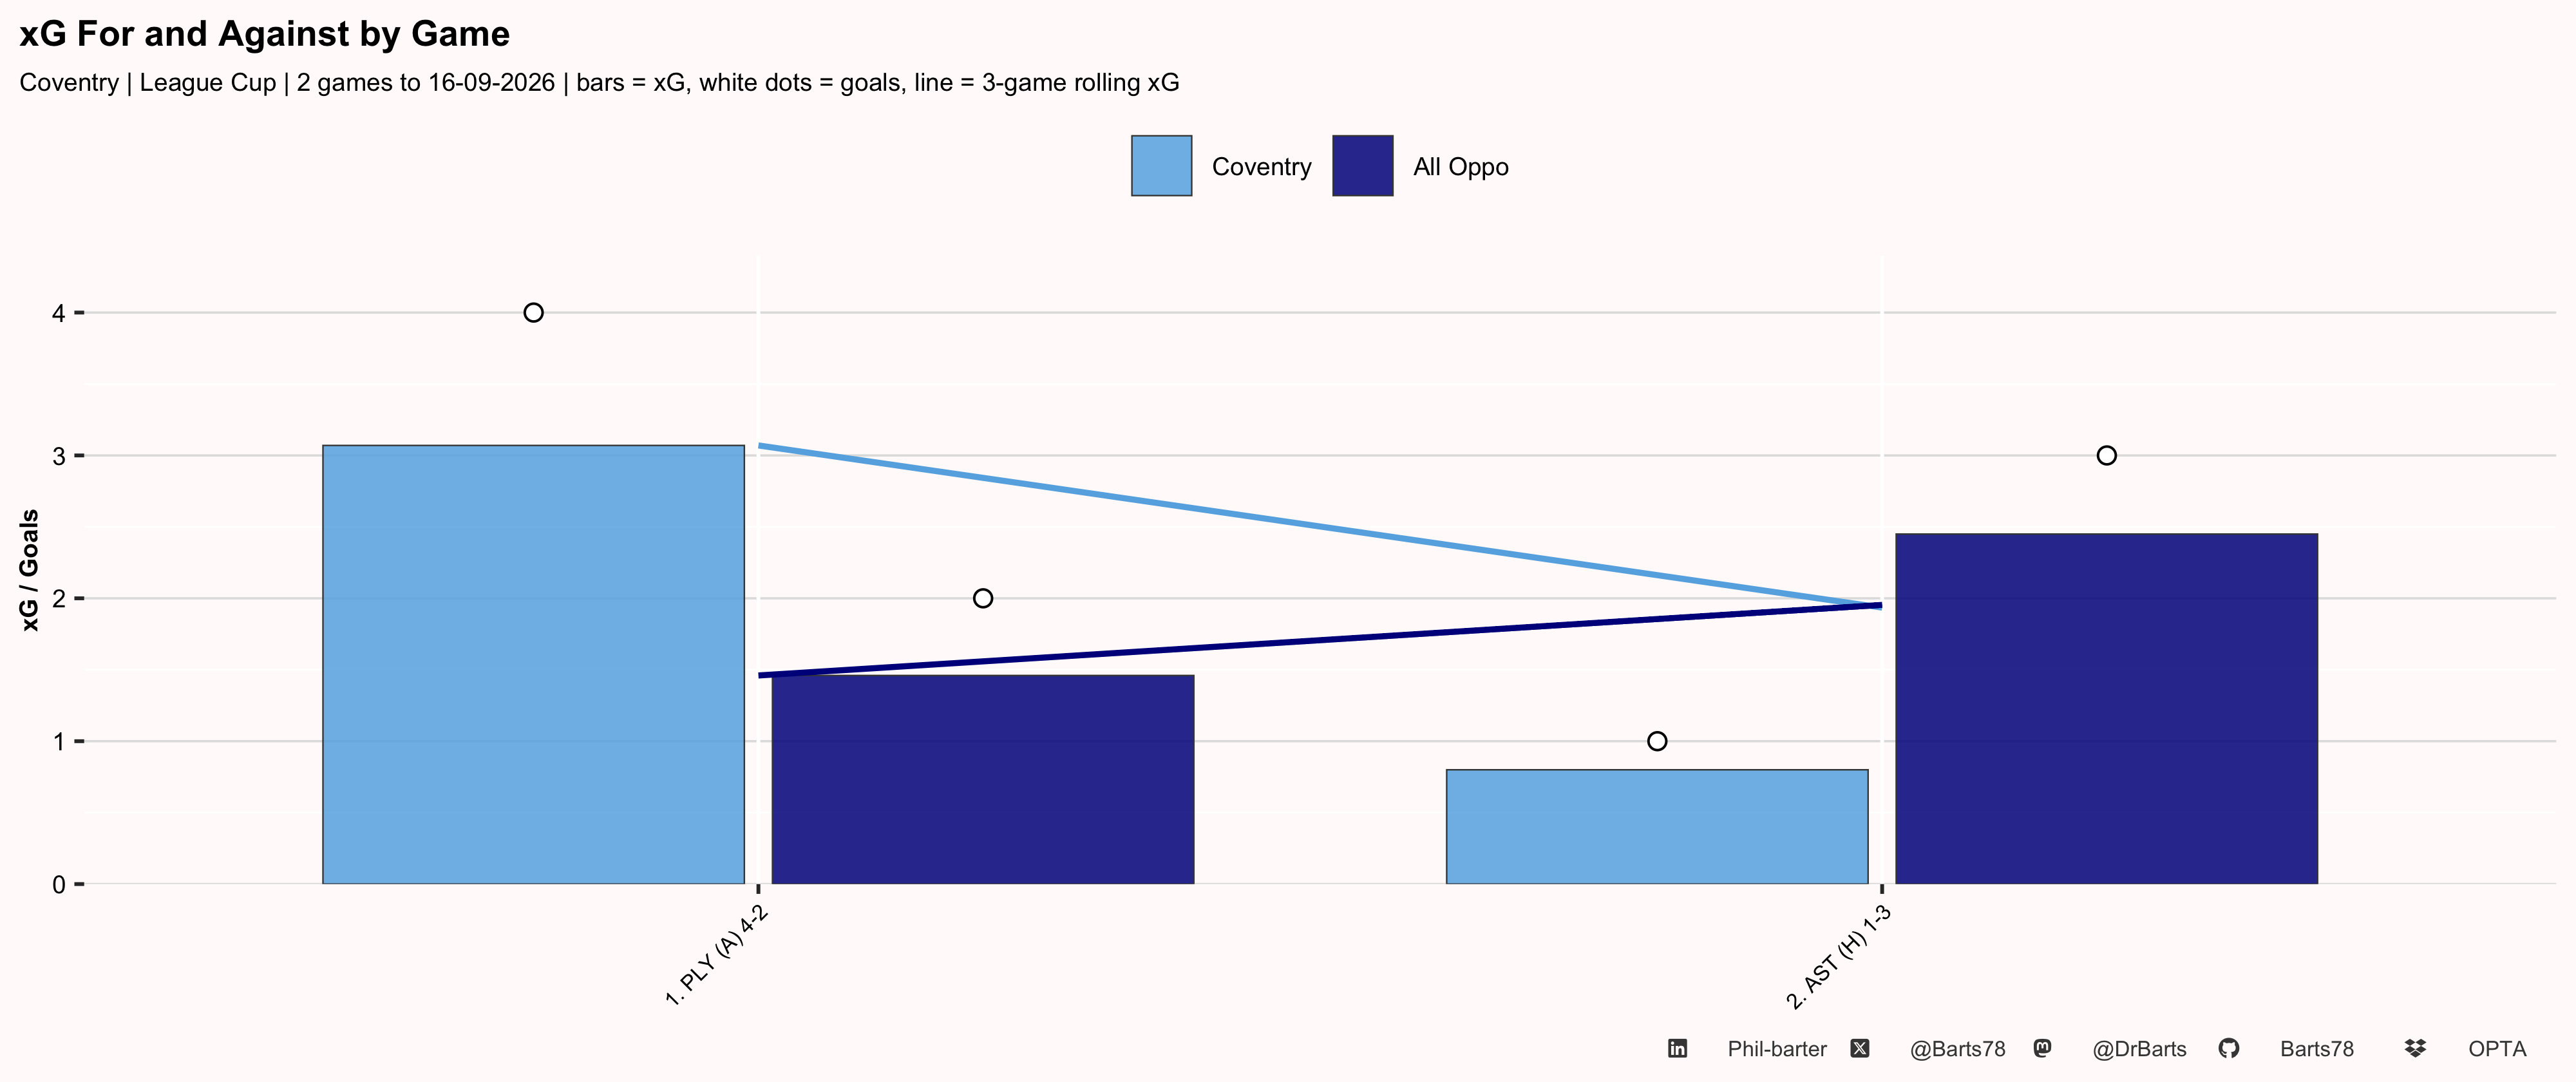 xG For and Against by Game
Coventry | League Cup | 2 games to 16-09-2026 | bars = xG, white dots = goals, line = 3-game rolling xG
Coventry
All Oppo
xG / Goals
4
3
2
1
0
1. PLY (A) 4-2
2. AST (H) 1-3
Phil-barter @Barts78 @DrBarts Barts78 OPTA